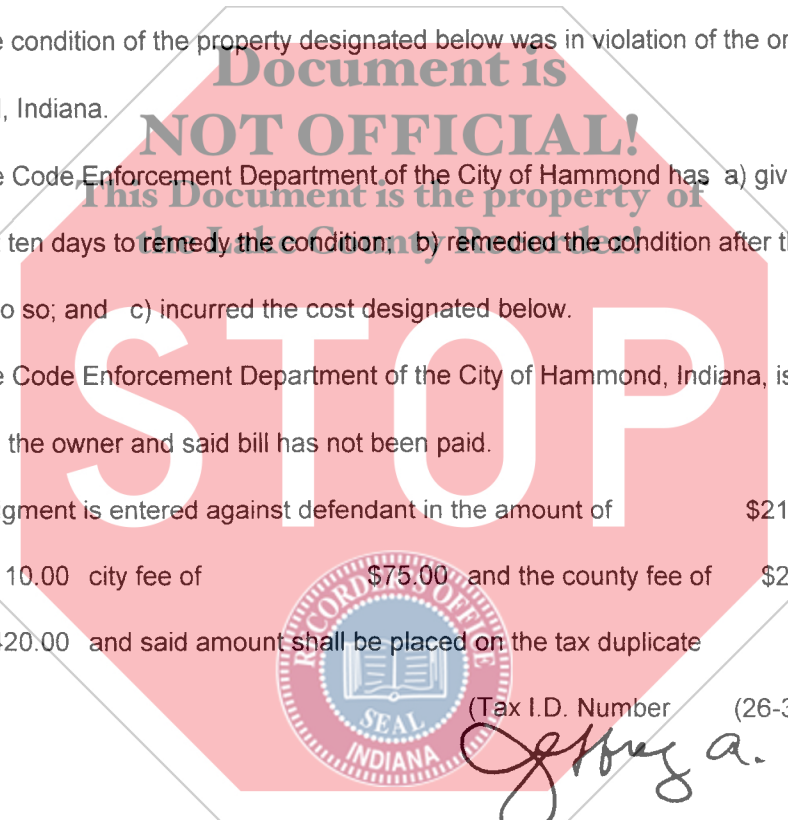 e condition of the property designated below was in violation of the or
Document is
, Indiana.
NOT OFFICIAL!
e Code Enforcement Department of the City of Hammond has a) giv
This Document is the property of
ten days to remedy the condition; b) remedied the condition after th
the Lake County Recorder!
o so; and c) incurred the cost designated below.
STOP
e Code Enforcement Department of the City of Hammond, Indiana, is
the owner and said bill has not been paid.
gment is entered against defendant in the amount of $21
10.00 city fee of $75.00 and the county fee of $2
20.00 and said amount shall be placed on the tax duplicate
RECORDER'S OFFICE
(Tax I.D. Number (26-3
SEAL
INDIANA
Jeffrey A.